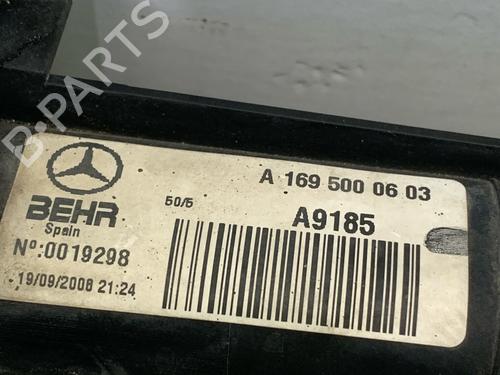 B-PARTS
A 169 500 06 03
BEHR
Spain
50/5
A9185
Nº:0019298
19/09/2008 21:24